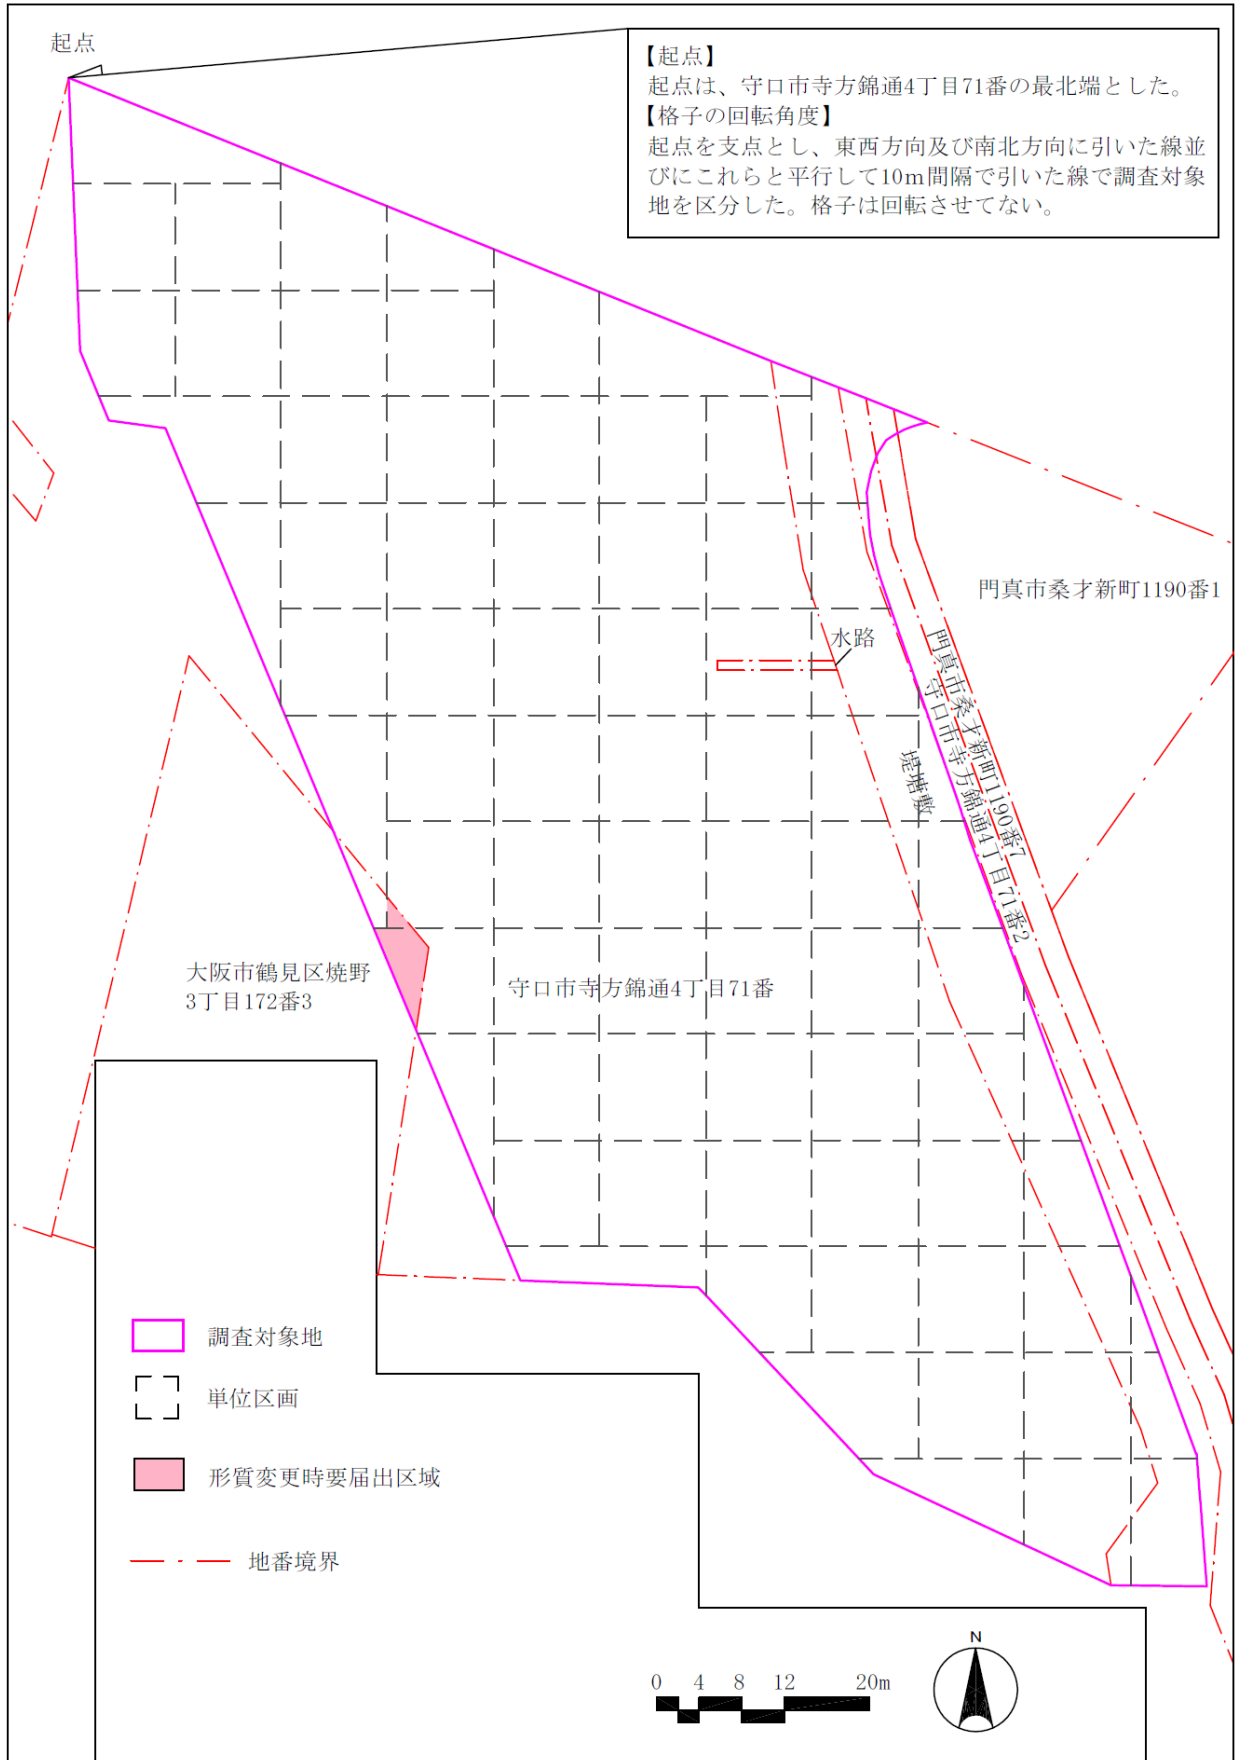 起点
【起点】
起点は、守口市寺方錦通4丁目71番の最北端とした。
【格子の回転角度】
起点を支点とし、東西方向及び南北方向に引いた線並
びにこれらと平行して10m間隔で引いた線で調査対象
地を区分した。格子は回転させてない。
門真市桑才新町1190番1
水路
門真市桑才新町1190番7
守口市寺方錦通4丁目71番2
堤塘敷
大阪市鶴見区焼野
3丁目172番3
守口市寺方錦通4丁目71番
調査対象地
単位区画
形質変更時要届出区域
地番境界
0 4 8 12 20m
N